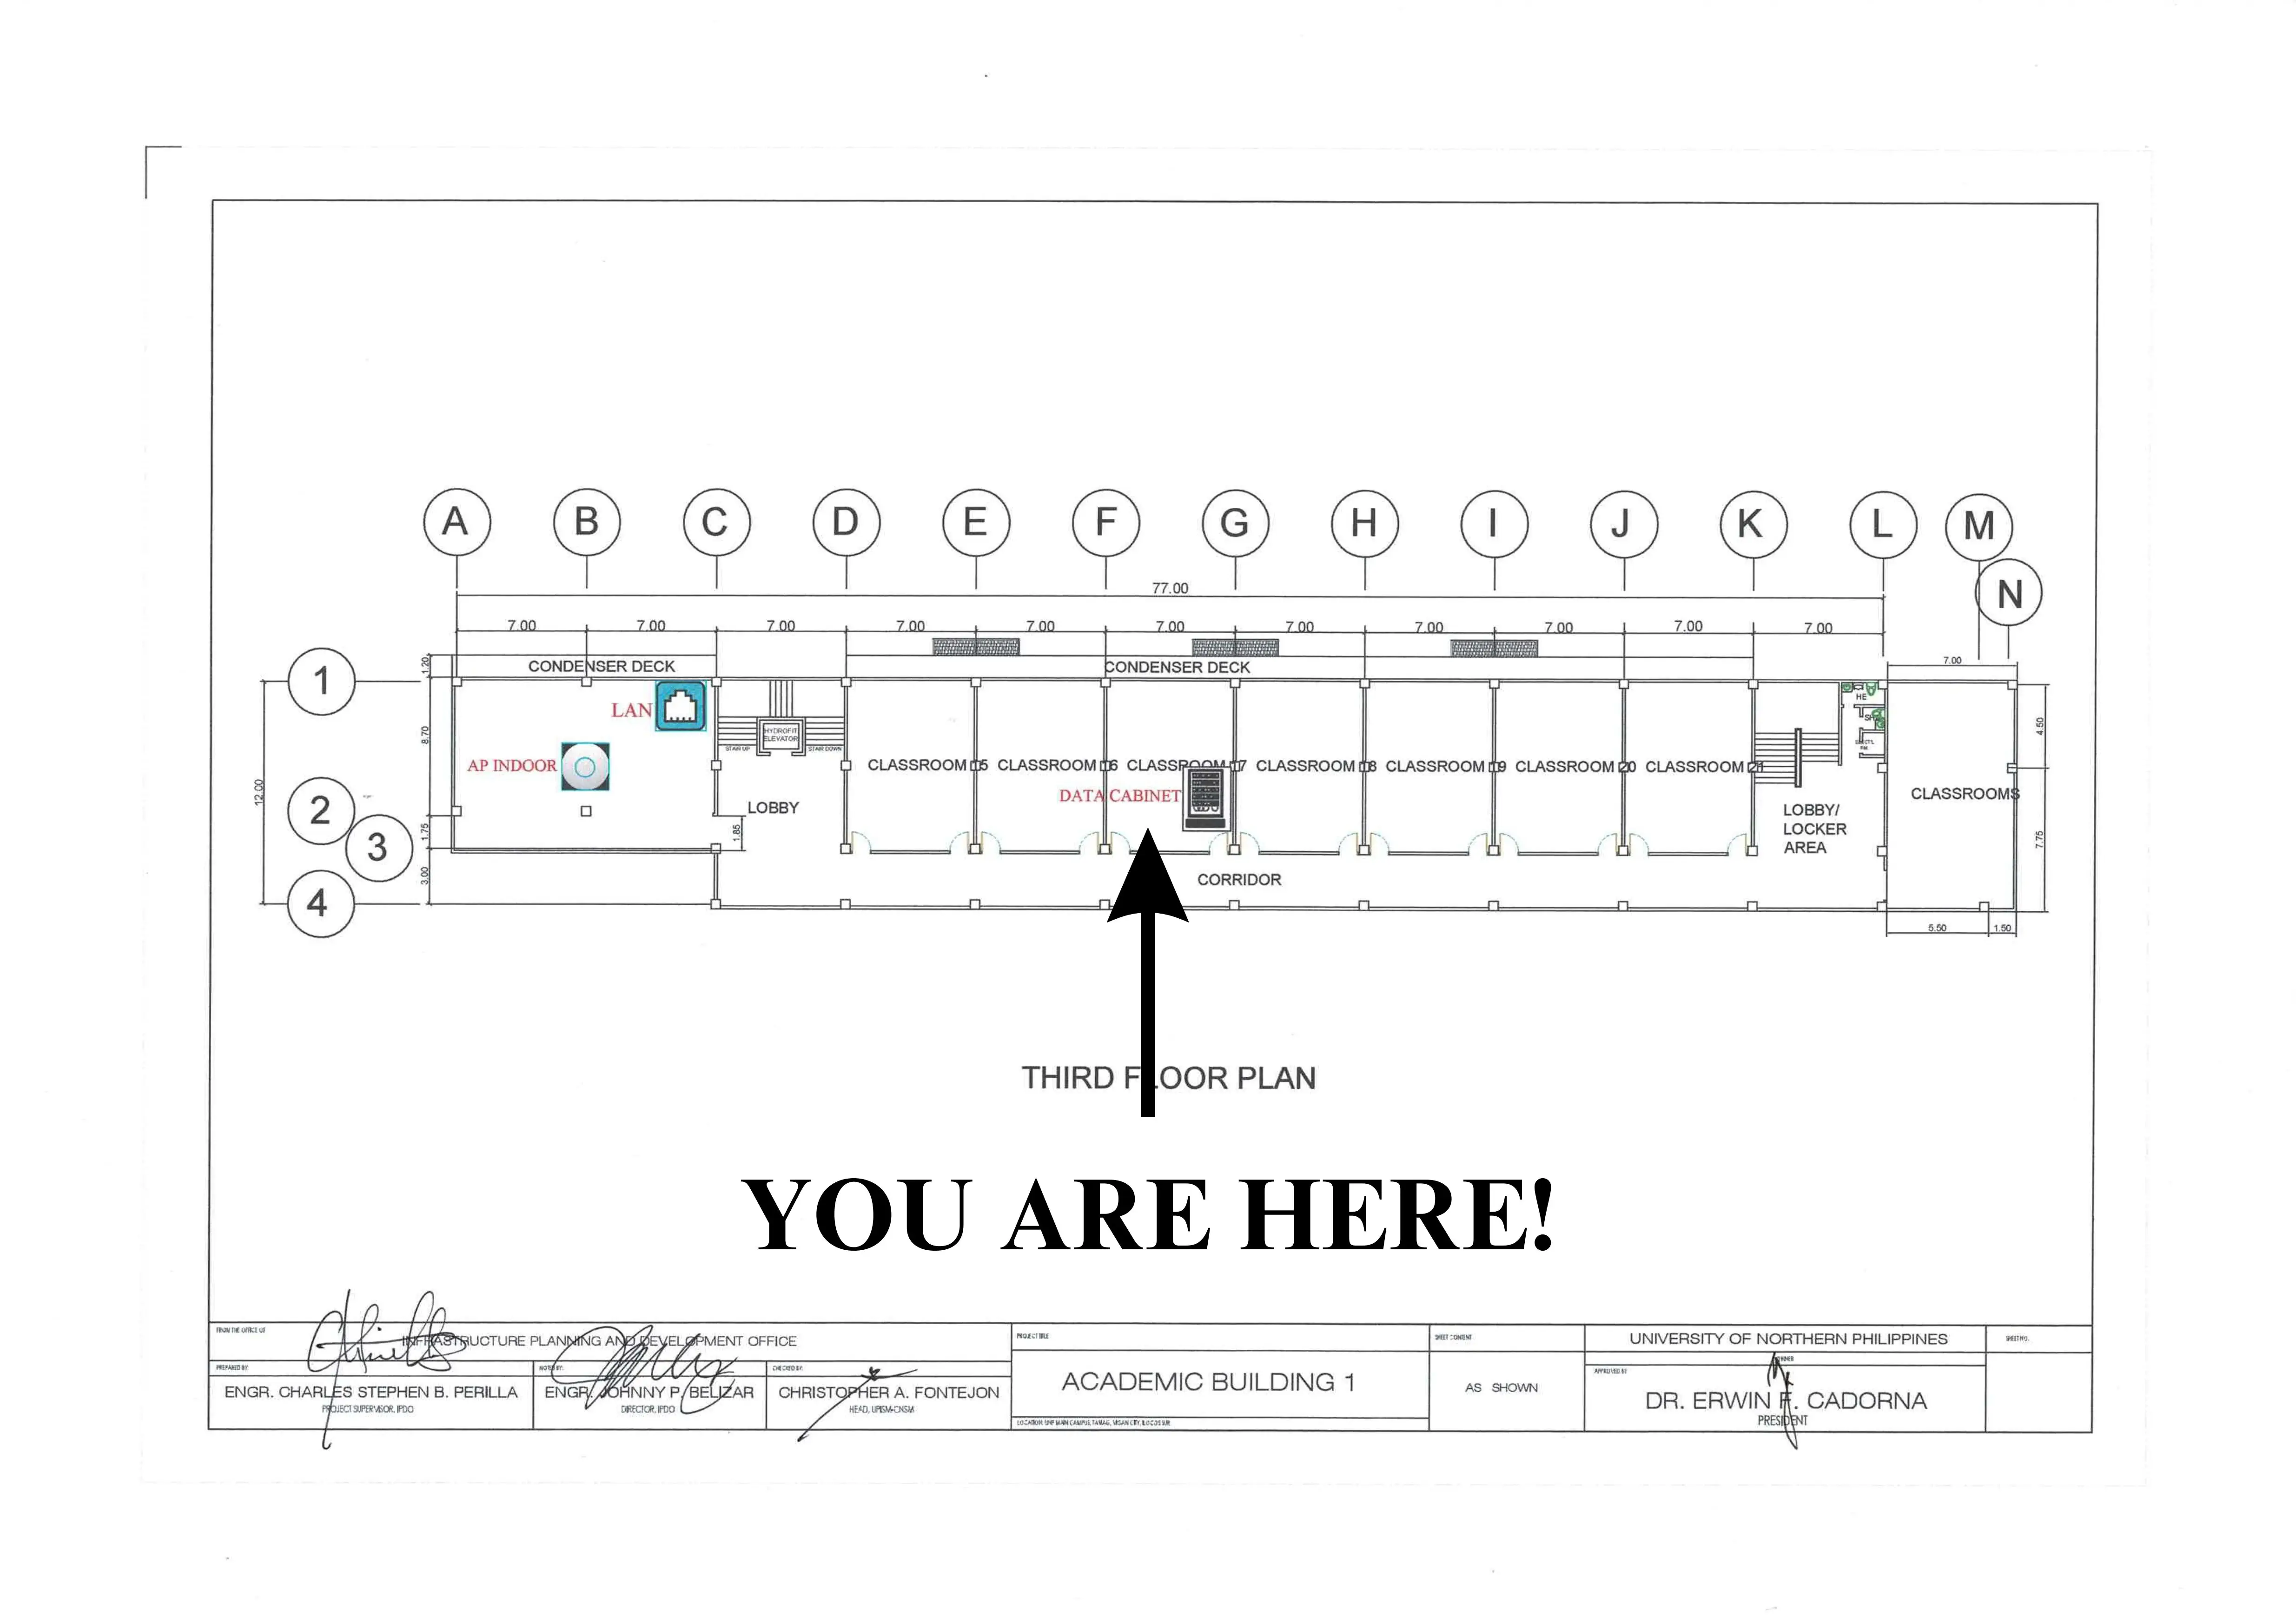 A B C D E F G H I J K L M
N
77.00
7.00 7.00 7.00 7.00 7.00 7.00 7.00 7.00 7.00 7.00 7.00
1.20
CONDENSER DECK
CONDENSER DECK
7.00
1
LAN
HE
8.70
HYDROFIT
ELEVATOR
STAIR UP
STAIR DOWN
4.50
AP INDOOR
CLASSROOM 15 CLASSROOM 16 CLASSROOM 17 CLASSROOM 18 CLASSROOM 19 CLASSROOM 20 CLASSROOM 21
12.00
DATA CABINET
CLASSROOMS
2
LOBBY
LOBBY/
LOCKER
AREA
1.75
1.85
7.75
3
3.00
CORRIDOR
4
5.50 1.50
THIRD FLOOR PLAN
YOU ARE HERE!
FROM THE OFFICE OF
INFRASTRUCTURE PLANNING AND DEVELOPMENT OFFICE
PREPARED BY:
ENGR. CHARLES STEPHEN B. PERILLA
PROJECT SUPERVISOR, IPDO
NOTED BY:
ENGR. JOHNNY P. BELIZAR
DIRECTOR, IPDO
CHECKED BY:
CHRISTOPHER A. FONTEJON
HEAD, UPISM-CNSM
PROJECT TITLE
ACADEMIC BUILDING 1
LOCATION: UNP MAIN CAMPUS, TAMAG, VIGAN CITY, ILOCOS SUR
SHEET CONTENT
AS SHOWN
UNIVERSITY OF NORTHERN PHILIPPINES
OWNER
APPROVED BY
DR. ERWIN F. CADORNA
PRESIDENT
SHEET NO.